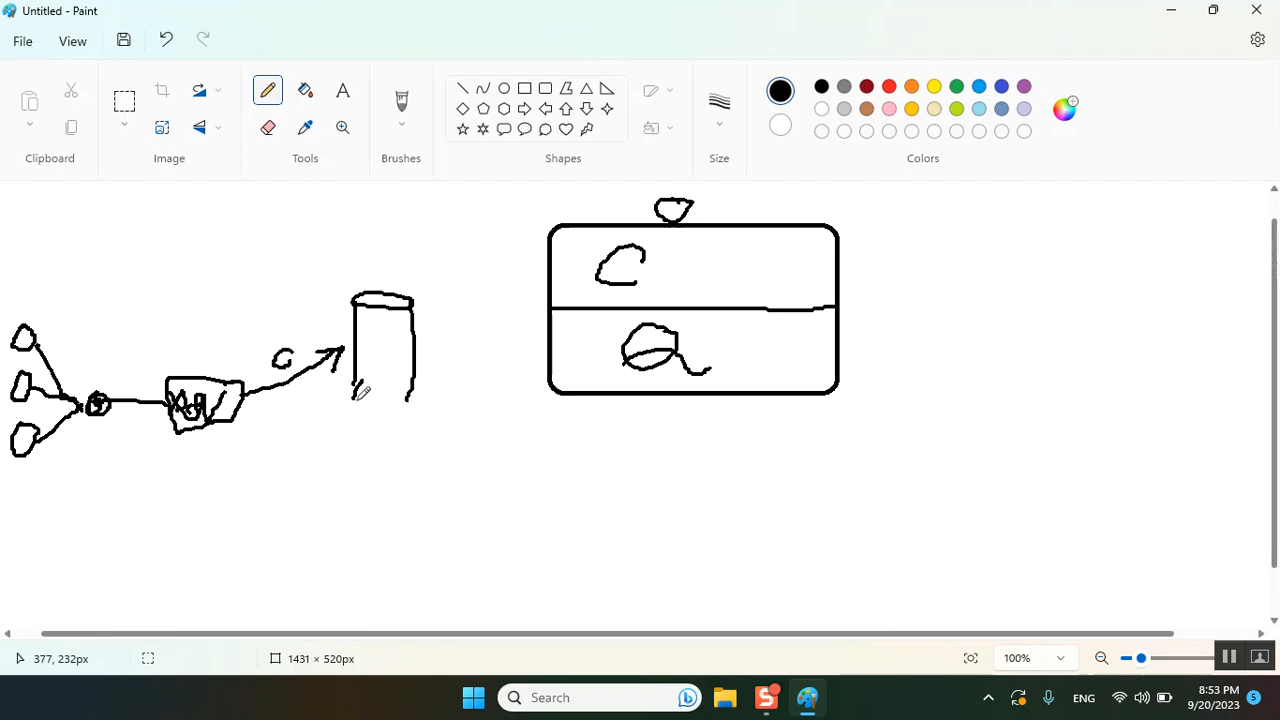 Untitled - Paint
File
View
Clipboard
Image
Tools
Brushes
Shapes
Size
Colors
C
Q
377, 232px
1431 × 520px
100%
Search
ENG
8:53 PM
9/20/2023
5